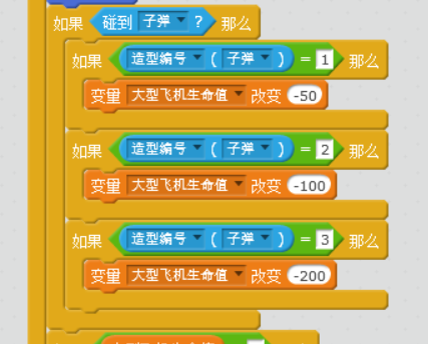 如果 碰到 子弹 ? 那么
如果 造型编号 ( 子弹 ) = 1 那么
变量 大型飞机生命值 改变 -50
如果 造型编号 ( 子弹 ) = 2 那么
变量 大型飞机生命值 改变 -100
如果 造型编号 ( 子弹 ) = 3 那么
变量 大型飞机生命值 改变 -200